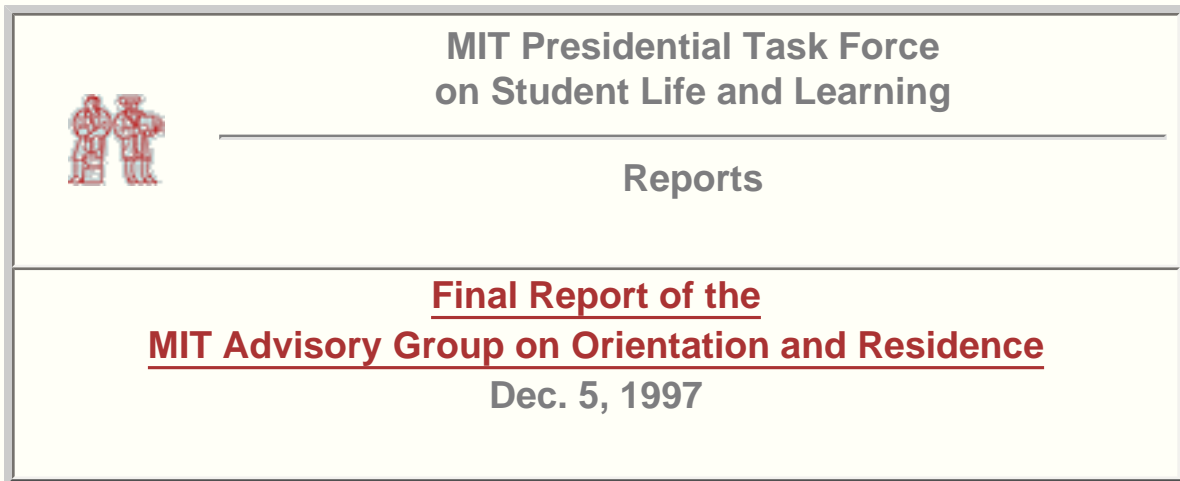 MIT Presidential Task Force
on Student Life and Learning
Reports
Final Report of the
MIT Advisory Group on Orientation and Residence
Dec. 5, 1997